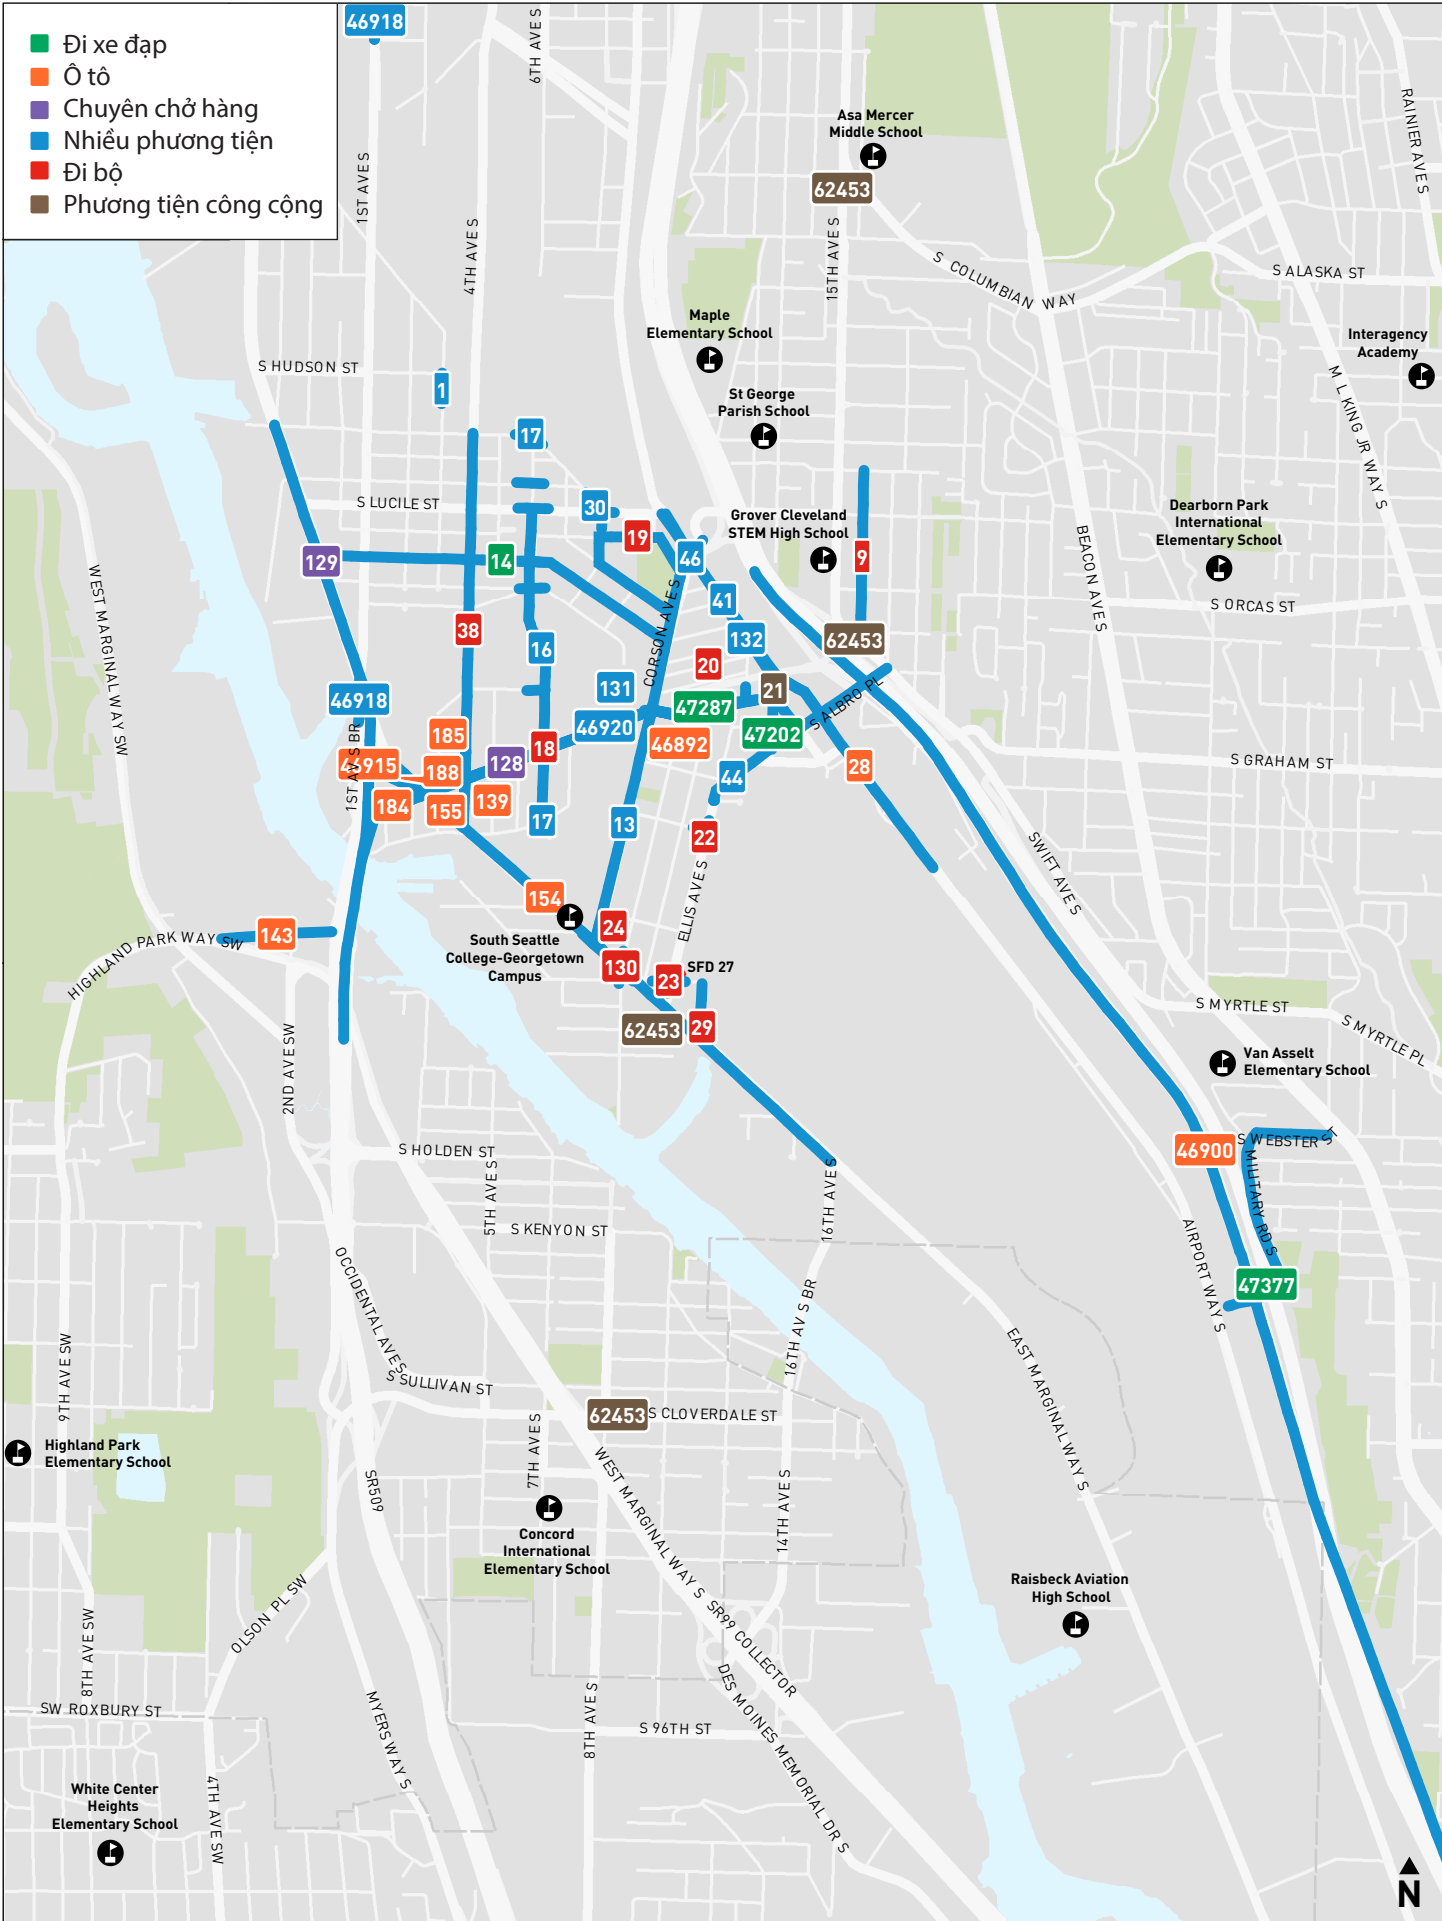 Đi xe đạp
Ô tô
Chuyên chở hàng
Nhiều phương tiện
Đi bộ
Phương tiện công cộng
46918
6TH AVE S
RAINIER AVE S
1ST AVE S
4TH AVE S
Asa Mercer
Middle School
62453
15TH AVE S
S COLUMBIAN WAY
S ALASKA ST
Maple
Elementary School
Interagency
Academy
S HUDSON ST
1
M L KING JR WAY S
St George
Parish School
17
S LUCILE ST
30
Grover Cleveland
STEM High School
Dearborn Park
International
Elementary School
19
129
14
46
9
BEACON AVE S
WEST MARGINAL WAY SW
41
S ORCAS ST
38
CORSON AVE S
132
62453
16
20
131
21
46918
47287
S ALBRO PL
46920
47202
185
46892
1ST AV S BR
46915
18
128
188
28
S GRAHAM ST
44
184
155
139
17
13
22
SWIFT AVE S
154
ELLIS AVE S
24
143
HIGHLAND PARK WAY SW
South Seattle
College-Georgetown
Campus
130
23
SFD 27
62453
29
S MYRTLE ST
S MYRTLE PL
2ND AVE SW
Van Asselt
Elementary School
S HOLDEN ST
46900
S WEBSTER ST
5TH AVE S
16TH AVE S
MILITARY RD S
S KENYON ST
AIRPORT WAY S
47377
OCCIDENTAL AVE S
16TH AV S BR
EAST MARGINAL WAY S
9TH AVE SW
S SULLIVAN ST
62453
S CLOVERDALE ST
Highland Park
Elementary School
7TH AVE S
SR509
WEST MARGINAL WAY S
14TH AVE S
Concord
International
Elementary School
Raisbeck Aviation
High School
OLSON PL SW
SR99 COLLECTOR
8TH AVE SW
DES MOINES MEMORIAL DR S
SW ROXBURY ST
MYERS WAY S
8TH AVE S
S 96TH ST
White Center
Heights
Elementary School
4TH AVE SW
N